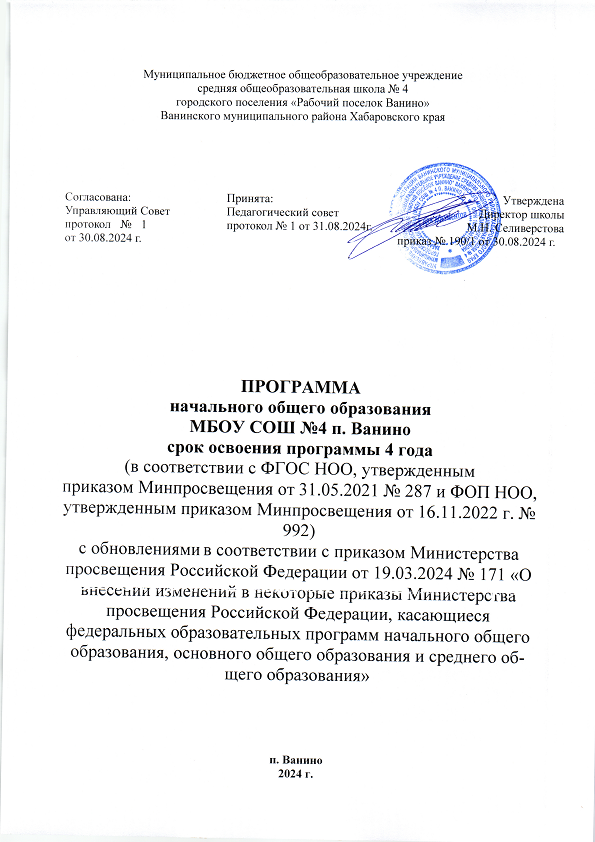 Муниципальное бюджетное общеобразовательное учреждение
средняя общеобразовательная школа № 4
городского поселения «Рабочий поселок Ванино»
Ванинского муниципального района Хабаровского края
Согласована:
Управляющий Совет
протокол № 1
от 30.08.2024 г.
Принята:
Педагогический совет
протокол № 1 от 31.08.2024г.
Утверждена
Директор школы
Селиверстова
приказ № 190/1 от 30.08.2024 г.
ПРОГРАММА
начального общего образования
МБОУ СОШ №4 п. Ванино
срок освоения программы 4 года
(в соответствии с ФГОС НОО, утвержденным
приказом Минпросвещения от 31.05.2021 № 287 и ФОП НОО,
утвержденным приказом Минпросвещения от 16.11.2022 г. №
992)
с обновлениями в соответствии с приказом Министерства
просвещения Российской Федерации от 19.03.2024 № 171 «О
внесении изменений в некоторые приказы Министерства
просвещения Российской Федерации, касающиеся
федеральных образовательных программ начального общего
образования, основного общего образования и среднего об-
щего образования»
п. Ванино
2024 г.